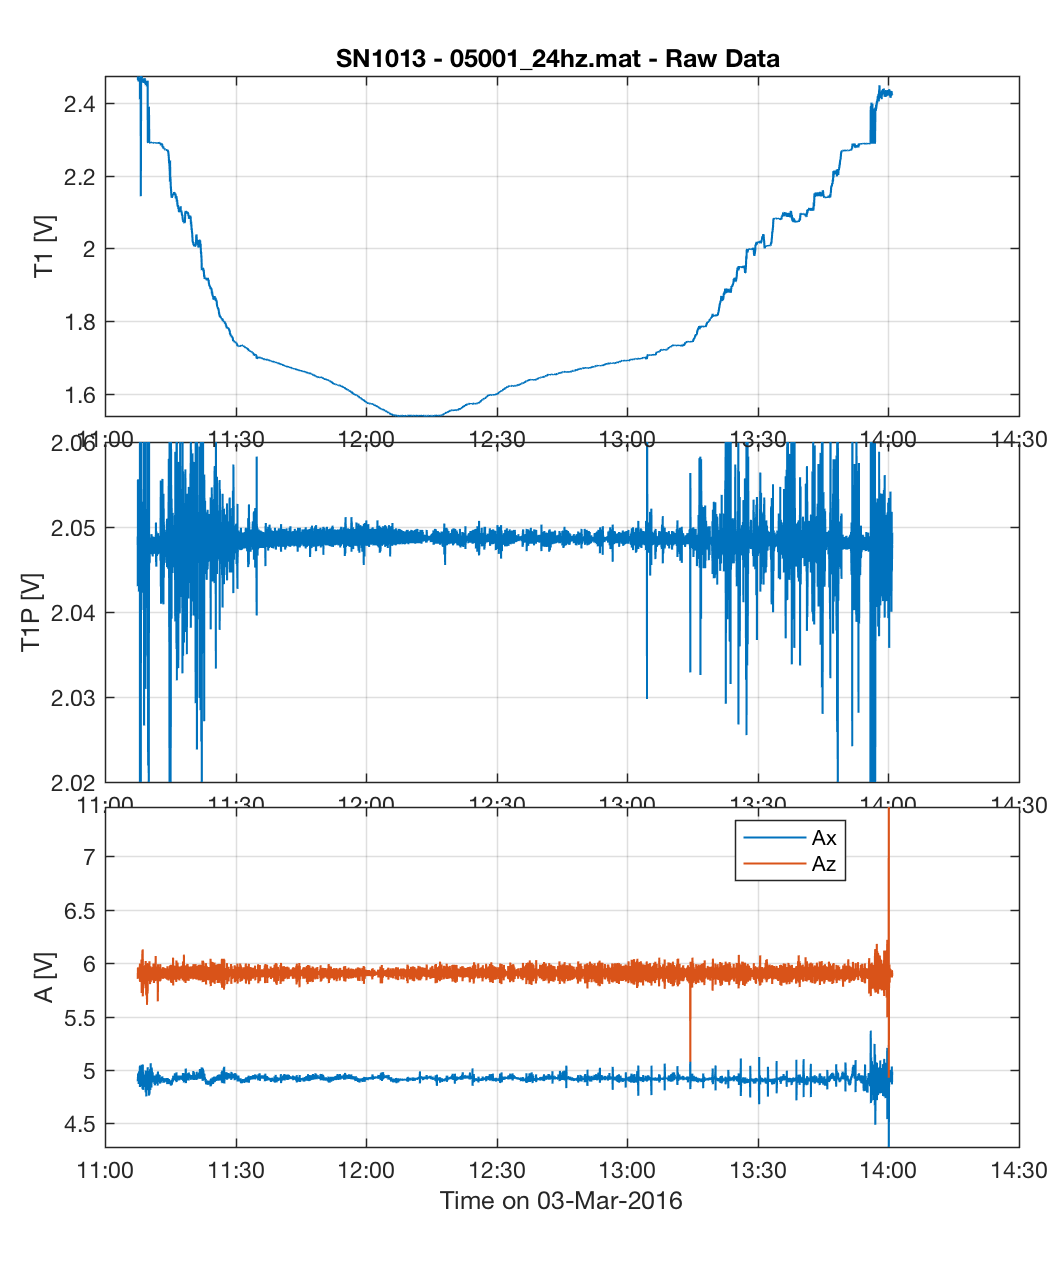 SN1013 - 05001_24hz.mat - Raw Data
2.4
2.2
2
1.8
1.6
T1 [V]
11:00 11:30 12:00 12:30 13:00 13:30 14:00 14:30
2.06
2.05
2.04
2.03
2.02
T1P [V]
11:00 11:30 12:00 12:30 13:00 13:30 14:00 14:30
Ax
Az
7
6.5
6
5.5
5
4.5
A [V]
11:00 11:30 12:00 12:30 13:00 13:30 14:00 14:30
Time on 03-Mar-2016